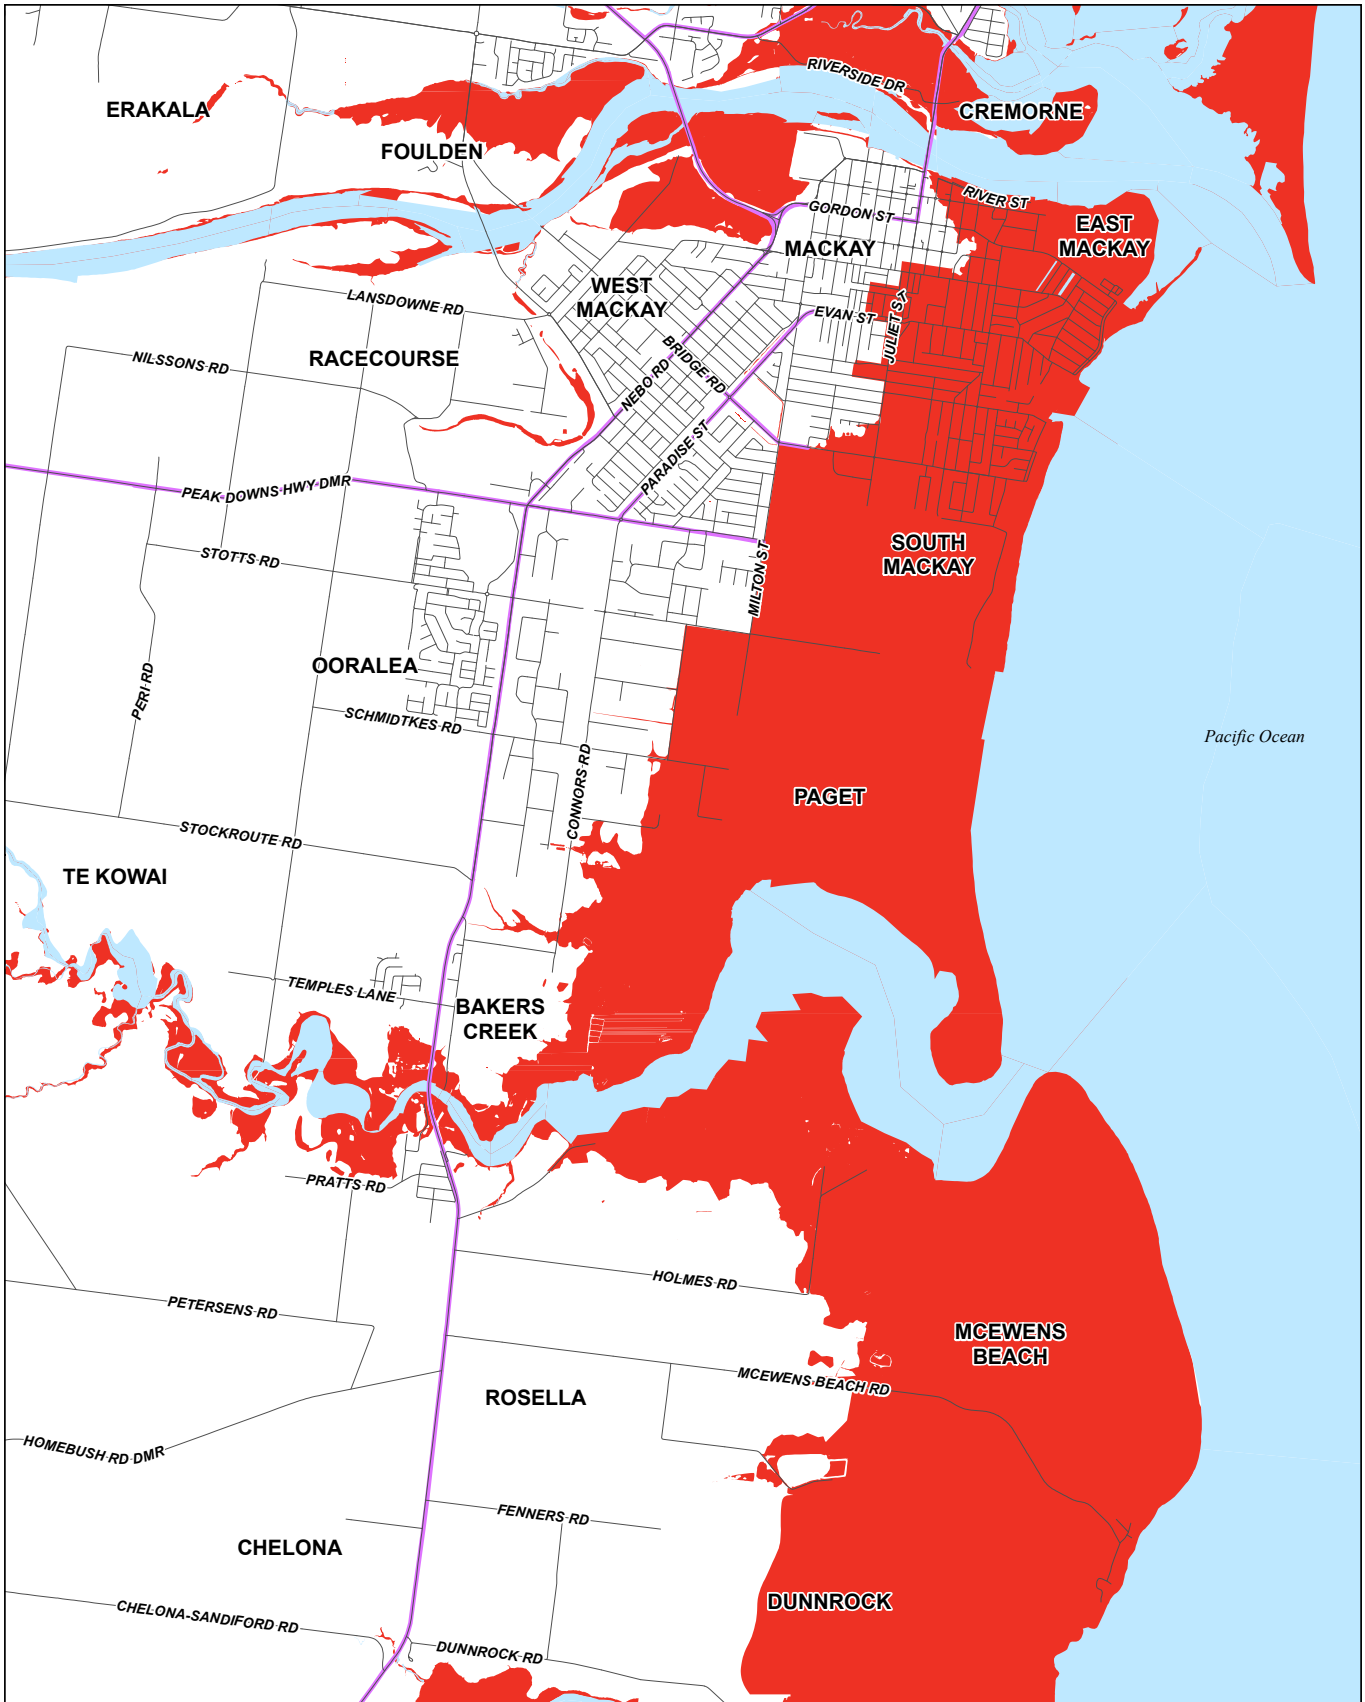 RIVERSIDE DR
ERAKALA
CREMORNE
FOULDEN
RIVER ST
GORDON ST
EAST
MACKAY
MACKAY
WEST
MACKAY
LANSDOWNE RD
EVAN ST
JULIET ST
RACECOURSE
NILSSONS RD
BRIDGE RD
NEBO RD
PARADISE ST
PEAK DOWNS HWY DMR
SOUTH
MACKAY
STOTTS RD
MILTON ST
OORALEA
PERI RD
SCHMIDTKES RD
Pacific Ocean
CONNORS RD
PAGET
STOCKROUTE RD
TE KOWAI
TEMPLES LANE
BAKERS
CREEK
PRATTS RD
HOLMES RD
PETERSENS RD
MCEWENS
BEACH
MCEWENS BEACH RD
ROSELLA
HOMEBUSH RD DMR
FENNERS RD
CHELONA
DUNNROCK
CHELONA-SANDIFORD RD
DUNNROCK RD